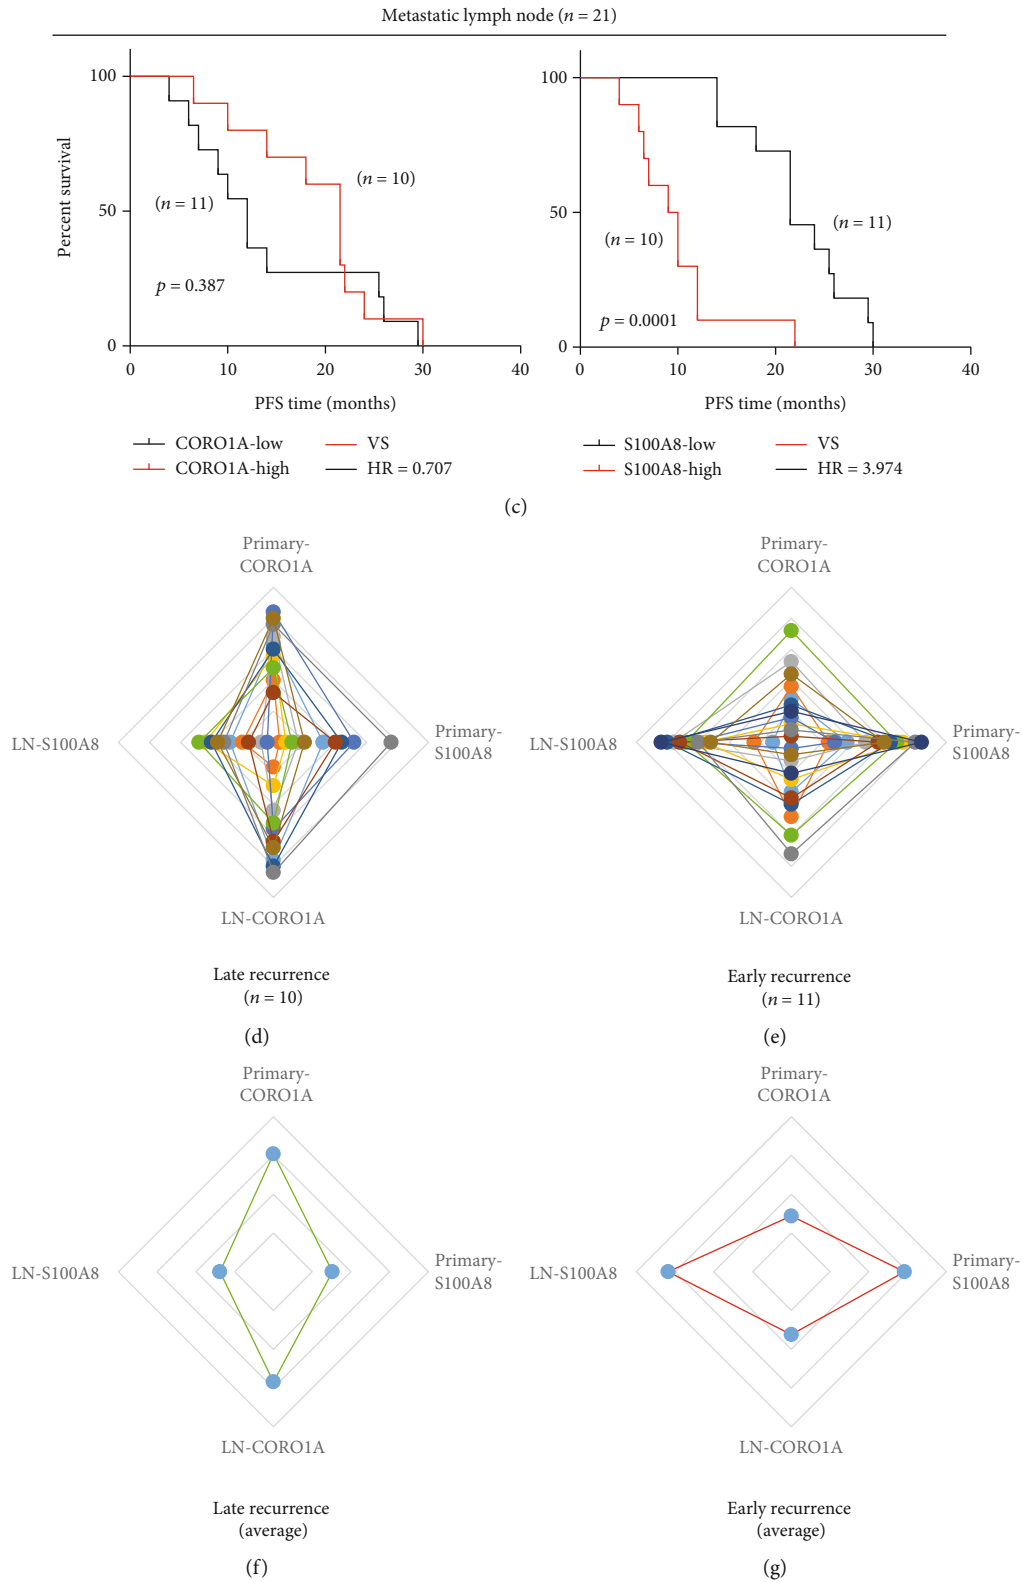 Metastatic lymph node (n = 21)
100
50
0
Percent survival
(n = 11)
(n = 10)
p = 0.387
0 10 20 30 40
PFS time (months)
CORO1A-low
CORO1A-high
VS
HR = 0.707
100
50
0
(n = 10)
(n = 11)
p = 0.0001
0 10 20 30 40
PFS time (months)
S100A8-low
S100A8-high
VS
HR = 3.974
(c)
Primary-
CORO1A
LN-S100A8
Primary-
S100A8
LN-CORO1A
Late recurrence
(n = 10)
(d)
Primary-
CORO1A
LN-S100A8
Primary-
S100A8
LN-CORO1A
Early recurrence
(n = 11)
(e)
Primary-
CORO1A
LN-S100A8
Primary-
S100A8
LN-CORO1A
Late recurrence
(average)
(f)
Primary-
CORO1A
LN-S100A8
Primary-
S100A8
LN-CORO1A
Early recurrence
(average)
(g)